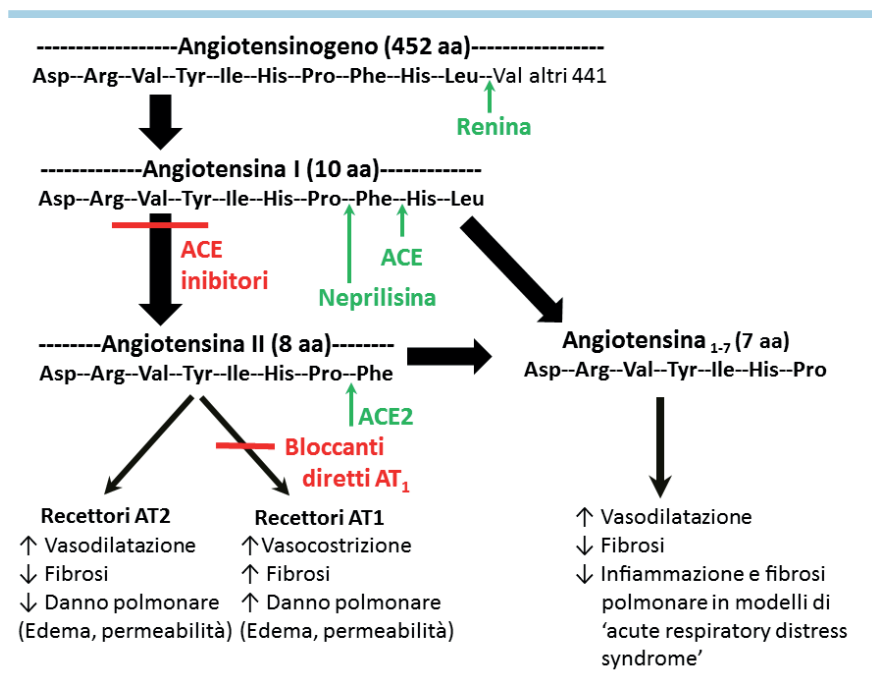 -----------------Angiotensinogeno (452 aa)----------------
Asp--Arg--Val--Tyr--Ile--His--Pro--Phe--His--Leu--Val altri 441
Renina
-------------Angiotensina I (10 aa)-------------
Asp--Arg--Val--Tyr--Ile--His--Pro--Phe--His--Leu
ACE
inibitori
ACE
Neprilisina
--------Angiotensina II (8 aa)--------
Asp--Arg--Val--Tyr--Ile--His--Pro--Phe
Angiotensina 1-7 (7 aa)
Asp--Arg--Val--Tyr--Ile--His--Pro
ACE2
Bloccanti
diretti AT1
Recettori AT2
↑ Vasodilatazione
↓ Fibrosi
↓ Danno polmonare
(Edema, permeabilità)
Recettori AT1
↑Vasocostrizione
↑ Fibrosi
↑ Danno polmonare
(Edema, permeabilità)
↑ Vasodilatazione
↓ Fibrosi
↓ Infiammazione e fibrosi
polmonare in modelli di
‘acute respiratory distress
syndrome’